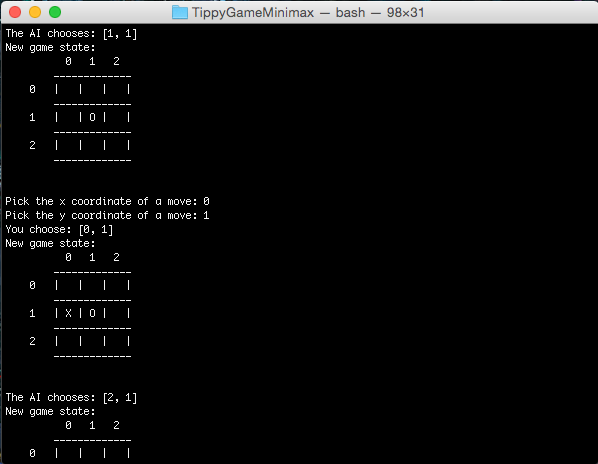 TippyGameMinimax — bash — 98×31
The AI chooses: [1, 1]
New game state:
         0   1   2
       -------------
   0   |   |   |   |
       -------------
   1   |   | O |   |
       -------------
   2   |   |   |   |
       -------------
Pick the x coordinate of a move: 0
Pick the y coordinate of a move: 1
You choose: [0, 1]
New game state:
         0   1   2
       -------------
   0   |   |   |   |
       -------------
   1   | X | O |   |
       -------------
   2   |   |   |   |
       -------------
The AI chooses: [2, 1]
New game state:
         0   1   2
       -------------
   0   |   |   |   |